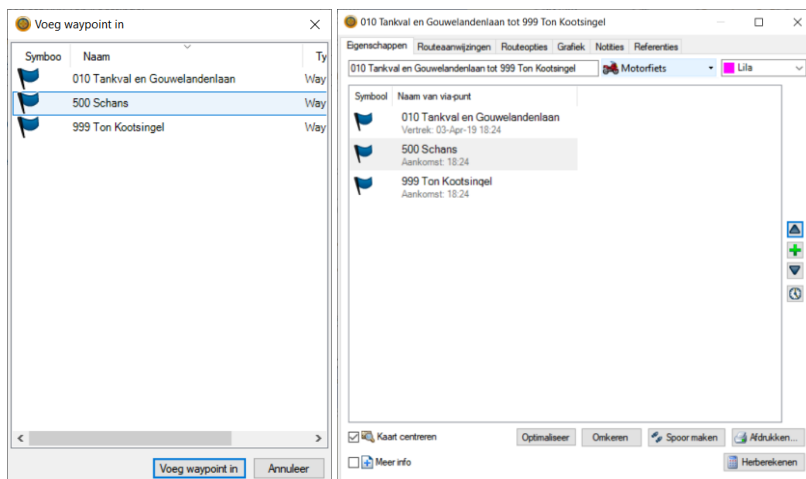 Voeg waypoint in
Symboo Naam Ty
010 Tankval en Gouwelandenlaan Way
500 Schans Way
999 Ton Kootsingel Way
Voeg waypoint in Annuleer
010 Tankval en Gouwelandenlaan tot 999 Ton Kootsingel
Eigenschappen Routeaanwijzingen Routeopties Grafiek Notities Referenties
010 Tankval en Gouwelandenlaan tot 999 Ton Kootsingel Motorfiets Lila
Symbool Naam van via-punt
010 Tankval en Gouwelandenlaan
Vertrek: 03-Apr-19 18:24
500 Schans
Aankomst: 18:24
999 Ton Kootsingel
Aankomst: 18:24
Kaart centreren Optimaliseer Omkeren Spoor maken Afdrukken...
Meer info Herberekenen